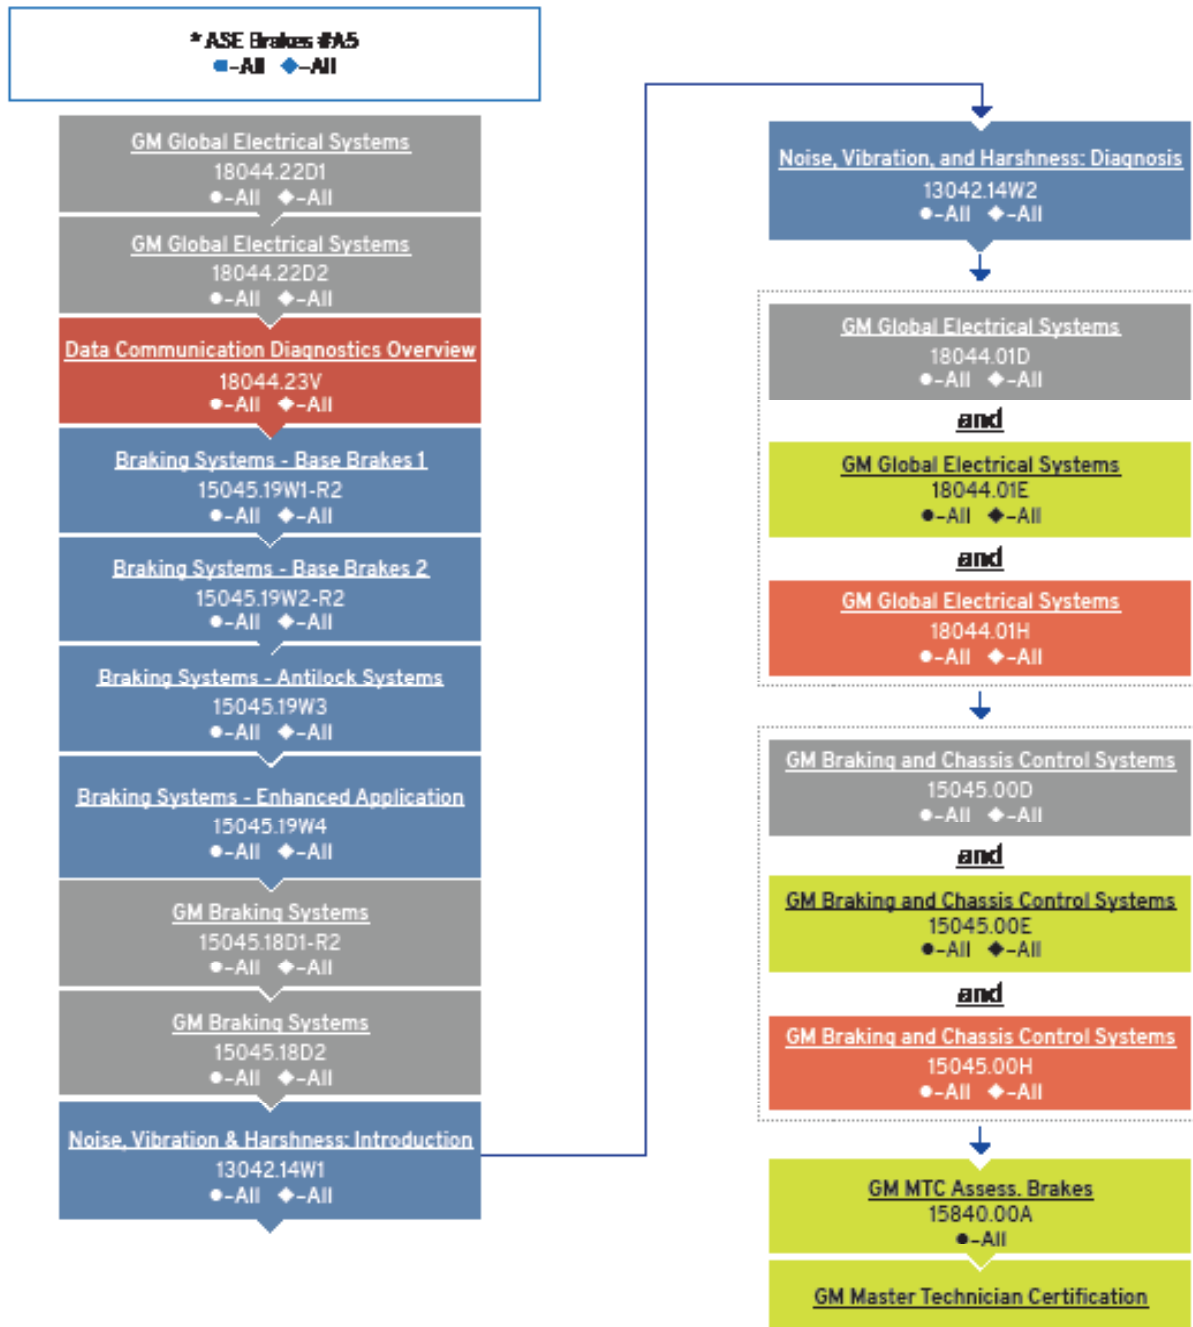 * ASE Brakes #A5
■-All ◆-All
GM Global Electrical Systems
18044.22D1
●-All ◆-All
GM Global Electrical Systems
18044.22D2
●-All ◆-All
Data Communication Diagnostics Overview
18044.23V
●-All ◆-All
Braking Systems - Base Brakes 1
15045.19W1-R2
●-All ◆-All
Braking Systems - Base Brakes 2
15045.19W2-R2
●-All ◆-All
Braking Systems - Antilock Systems
15045.19W3
●-All ◆-All
Braking Systems - Enhanced Application
15045.19W4
●-All ◆-All
GM Braking Systems
15045.18D1-R2
●-All ◆-All
GM Braking Systems
15045.18D2
●-All ◆-All
Noise, Vibration & Harshness: Introduction
13042.14W1
●-All ◆-All
Noise, Vibration, and Harshness: Diagnosis
13042.14W2
●-All ◆-All
GM Global Electrical Systems
18044.01D
●-All ◆-All
and
GM Global Electrical Systems
18044.01E
●-All ◆-All
and
GM Global Electrical Systems
18044.01H
●-All ◆-All
GM Braking and Chassis Control Systems
15045.00D
●-All ◆-All
and
GM Braking and Chassis Control Systems
15045.00E
●-All ◆-All
and
GM Braking and Chassis Control Systems
15045.00H
●-All ◆-All
GM MTC Assess. Brakes
15840.00A
●-All
GM Master Technician Certification